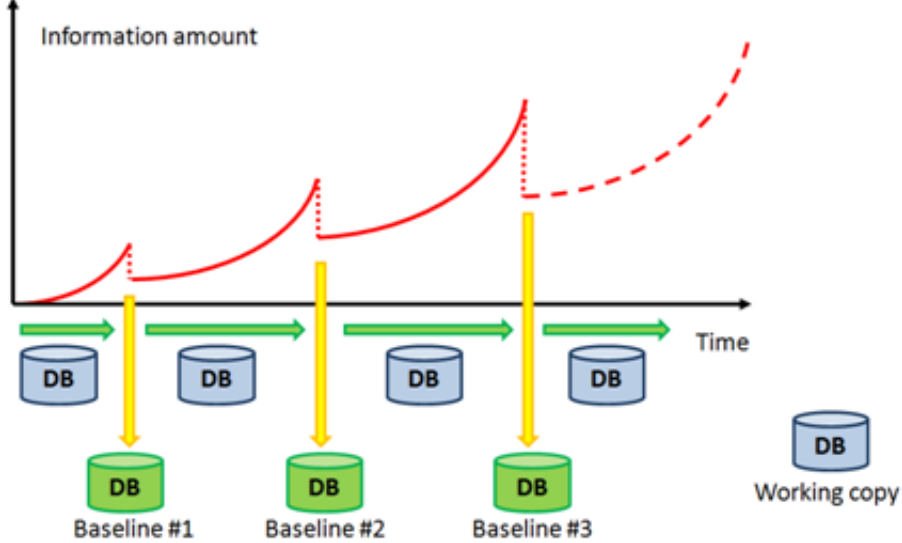 Information amount
Time
DB
DB
DB
DB
DB
Working copy
DB
DB
DB
Baseline #1
Baseline #2
Baseline #3